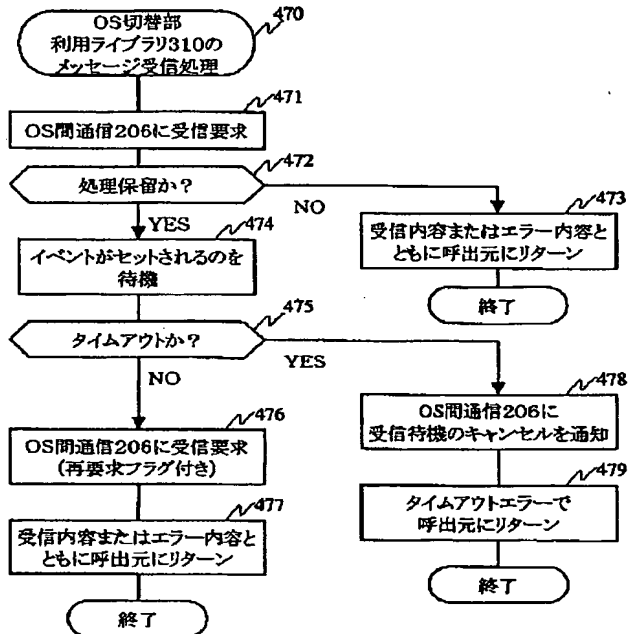 OS切替部
利用ライブラリ310の
メッセージ受信処理
470
471
OS間通信206に受信要求
472
処理保留か?
NO
YES
473
受信内容またはエラー内容と
ともに呼出元にリターン
終了
474
イベントがセットされるのを
待機
475
タイムアウトか?
YES
NO
476
OS間通信206に受信要求
(再要求フラグ付き)
477
受信内容またはエラー内容と
ともに呼出元にリターン
終了
478
OS間通信206に
受信待機のキャンセルを通知
479
タイムアウトエラーで
呼出元にリターン
終了